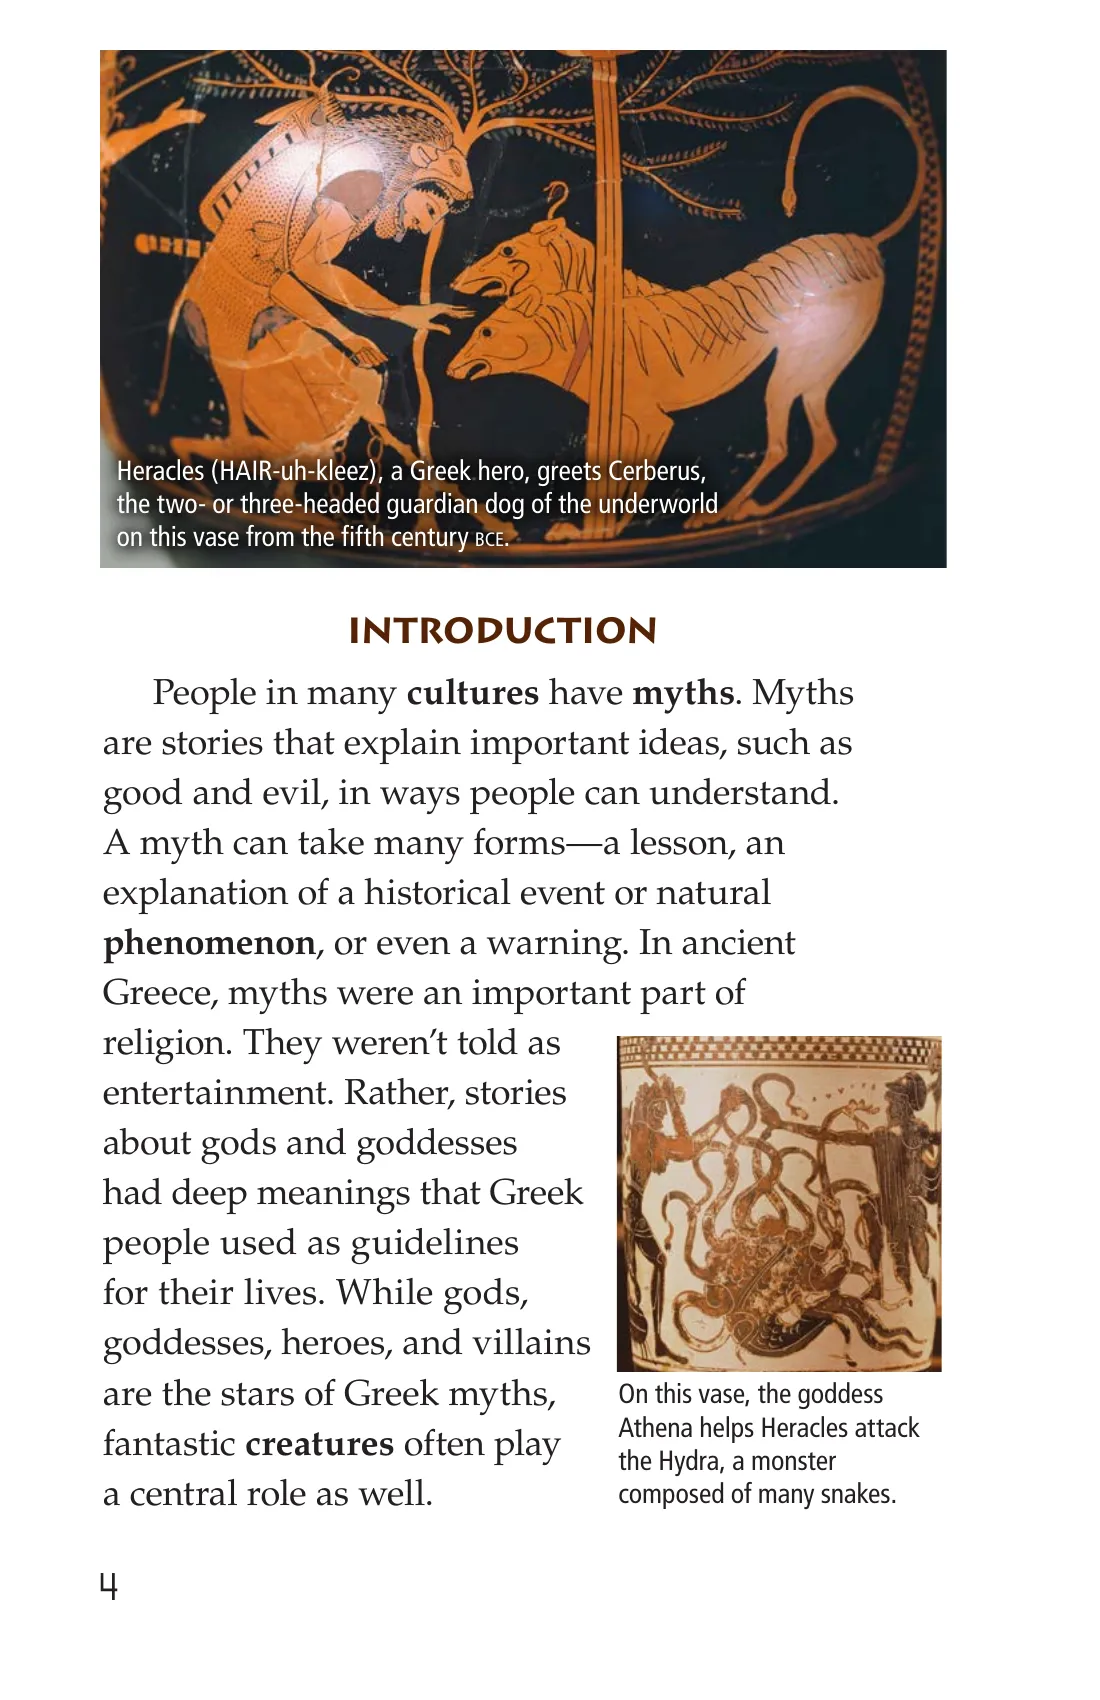 Heracles (HAIR-uh-kleez), a Greek hero, greets Cerberus,
the two- or three-headed guardian dog of the underworld
on this vase from the fifth century BCE.
INTRODUCTION
People in many cultures have myths. Myths
are stories that explain important ideas, such as
good and evil, in ways people can understand.
A myth can take many forms—a lesson, an
explanation of a historical event or natural
phenomenon, or even a warning. In ancient
Greece, myths were an important part of
religion. They weren’t told as
entertainment. Rather, stories
about gods and goddesses
had deep meanings that Greek
people used as guidelines
for their lives. While gods,
goddesses, heroes, and villains
are the stars of Greek myths,
fantastic creatures often play
a central role as well.
On this vase, the goddess
Athena helps Heracles attack
the Hydra, a monster
composed of many snakes.
4